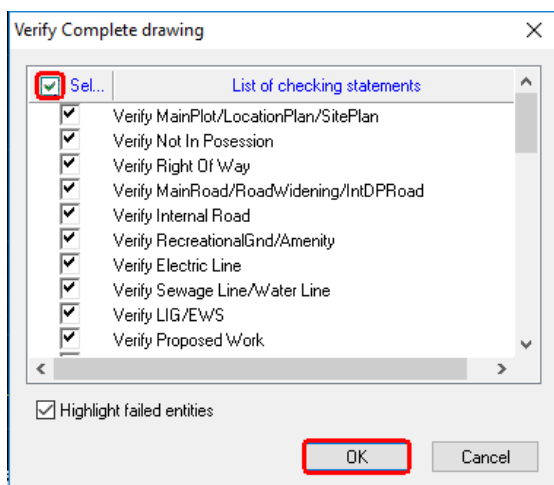 Verify Complete drawing
Sel... List of checking statements
Verify MainPlot/LocationPlan/SitePlan
Verify Not In Posession
Verify Right Of Way
Verify MainRoad/RoadWidening/IntDPRoad
Verify Internal Road
Verify RecreationalGnd/Amenity
Verify Electric Line
Verify Sewage Line/Water Line
Verify LIG/EWS
Verify Proposed Work
Highlight failed entities
OK Cancel